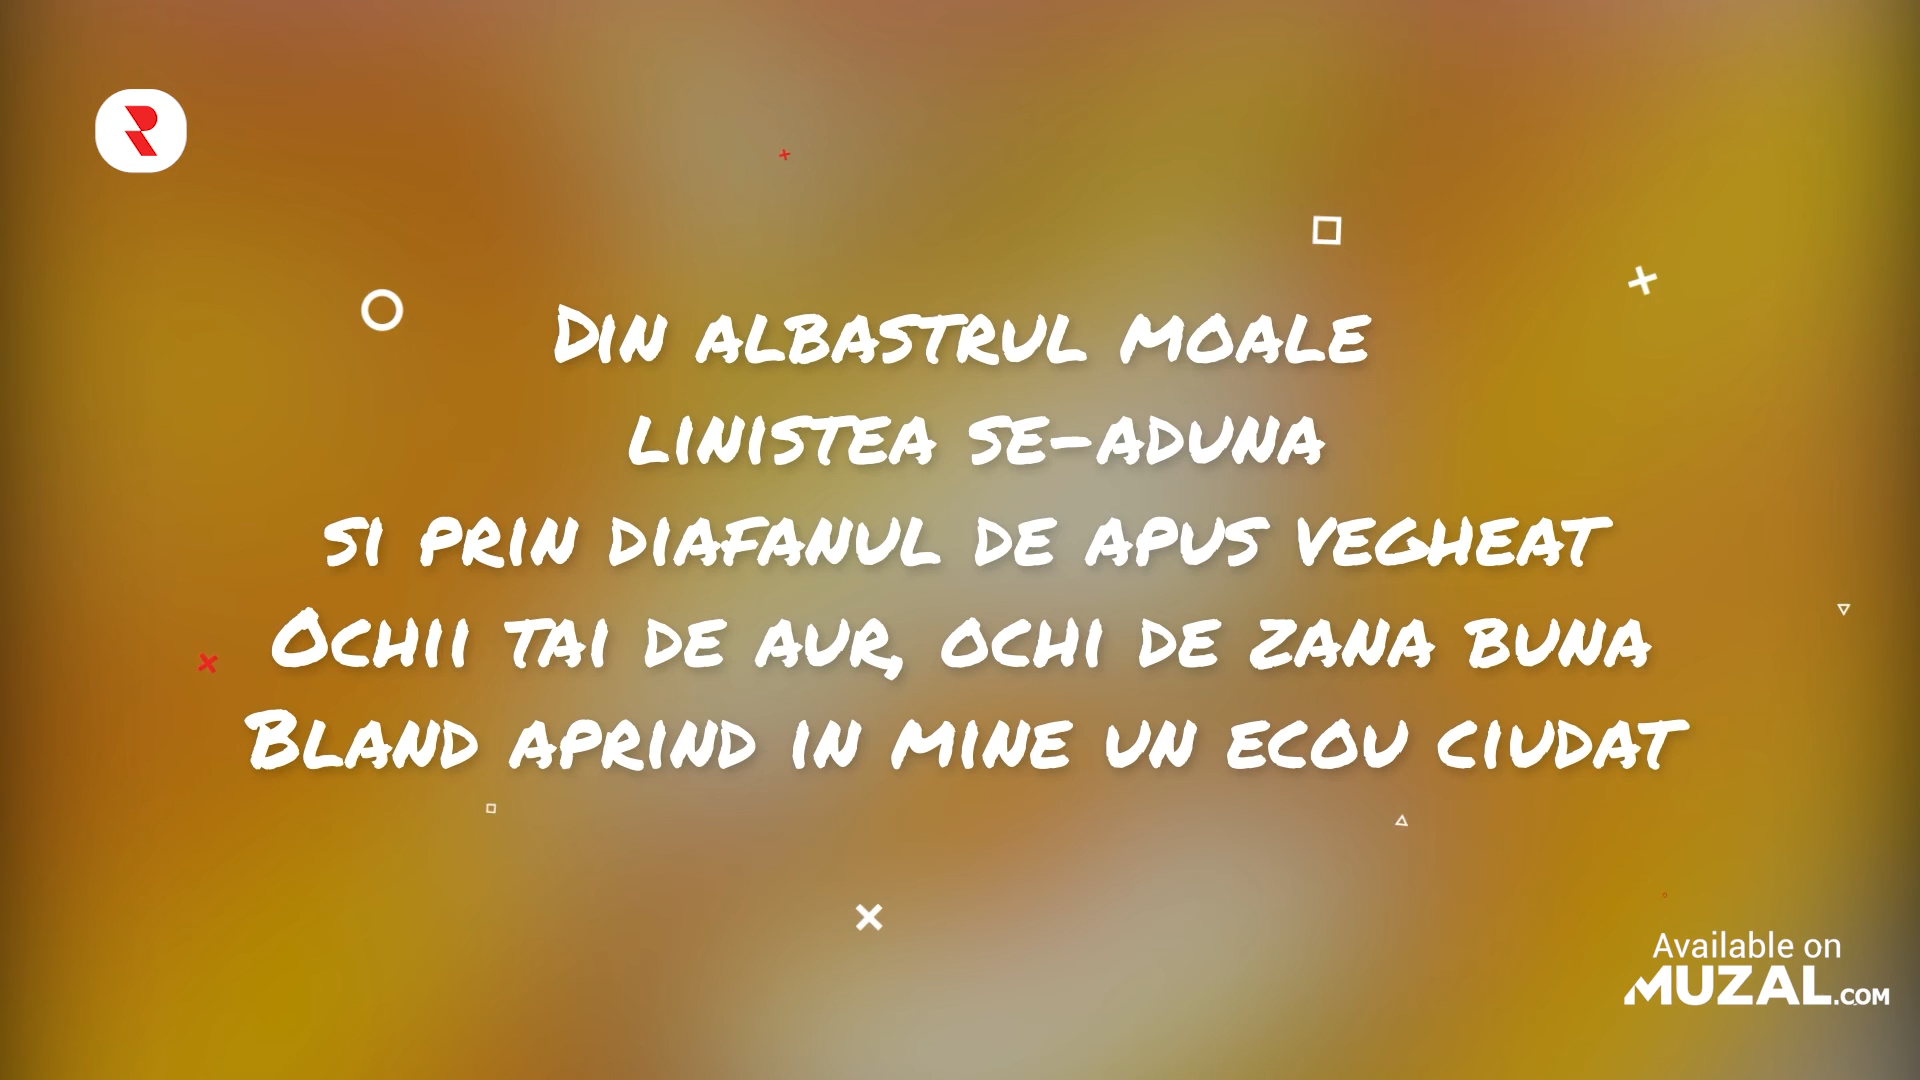 Din albastrul moale
linistea se-aduna
si prin diafanul de apus vegheat
Ochii tai de aur, ochi de zana buna
Bland aprind in mine un ecou ciudat
R
Available on
MUZAL.COM